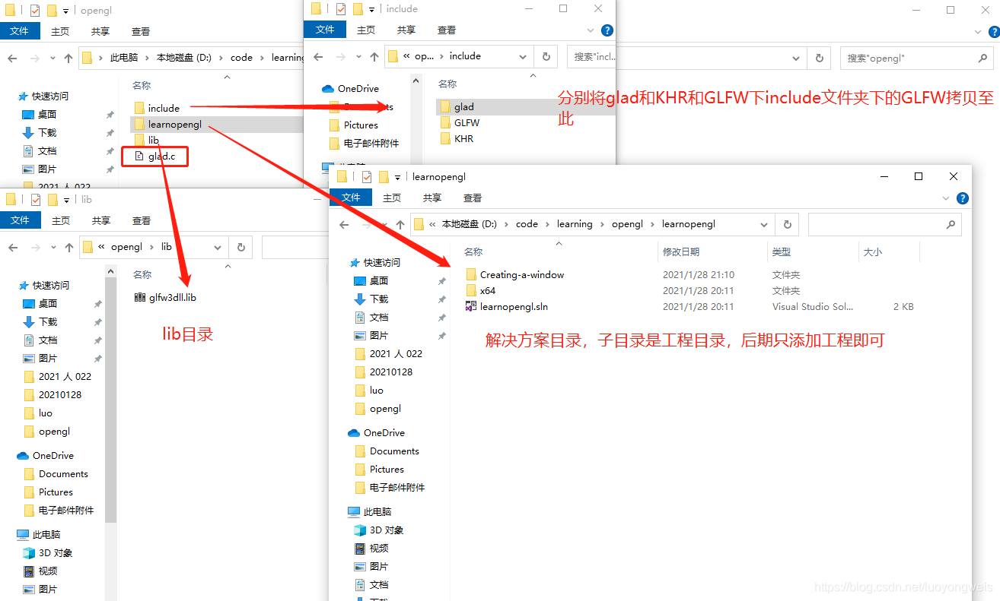 opengl
文件 主页 共享 查看
此电脑 本地磁盘 (D:) code learning
搜索"opengl"
名称
include
learnopengl
lib
glad.c
快速访问
桌面
下载
文档
图片
2021 人 022
include
文件 主页 共享 查看
« op... include
搜索"incl...
名称
OneDrive
Documents
Pictures
电子邮件附件
此电脑
glad
GLFW
KHR
分别将glad和KHR和GLFW下include文件夹下的GLFW拷贝至
此
lib
文件 主页 共享 查看
« opengl lib
名称
glfw3dll.lib
lib目录
快速访问
桌面
下载
文档
图片
2021 人 022
20210128
luo
opengl
OneDrive
Documents
Pictures
电子邮件附件
此电脑
3D 对象
视频
图片
learnopengl
文件 主页 共享 查看
« 本地磁盘 (D:) code learning opengl learnopengl
名称 修改日期 类型 大小
Creating-a-window 2021/1/28 21:10 文件夹
x64 2021/1/28 20:11 文件夹
learnopengl.sln 2021/1/28 20:11 Visual Studio Sol... 2 KB
解决方案目录，子目录是工程目录，后期只添加工程即可
快速访问
桌面
下载
文档
图片
2021 人 022
20210128
luo
opengl
OneDrive
Documents
Pictures
电子邮件附件
此电脑
3D 对象
视频
图片
文档
下载
https://blog.csdn.net/luoyongweis